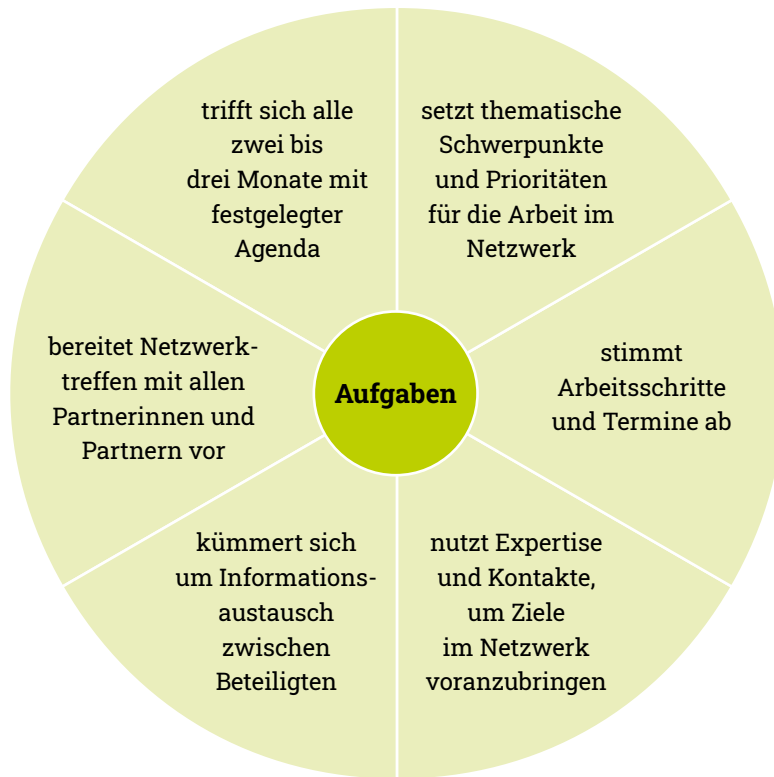 trifft sich alle
zwei bis
drei Monate mit
festgelegter
Agenda
setzt thematische
Schwerpunkte
und Prioritäten
für die Arbeit im
Netzwerk
bereitet Netzwerk-
treffen mit allen
Partnerinnen und
Partnern vor
Aufgaben
stimmt
Arbeitsschritte
und Termine ab
kümmert sich
um Informations-
austausch
zwischen
Beteiligten
nutzt Expertise
und Kontakte,
um Ziele
im Netzwerk
voranzubringen